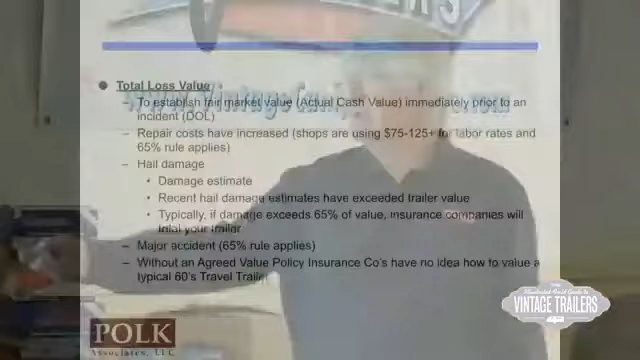 Total Loss Value
– To establish fair market value (Actual Cash Value) immediately prior to an
incident (DOL)
– Repair costs have increased (shops are using $75-125+ for labor rates and
65% rule applies)
– Hail damage
• Damage estimate
• Recent hail damage estimates have exceeded trailer value
• Typically, if damage exceeds 65% of value, insurance companies will
total your trailer
– Major accident (65% rule applies)
– Without an Agreed Value Policy Insurance Co's have no idea how to value a
typical 60's Travel Trailer
VINTAGE TRAILERS
POLK
Associates, LLC